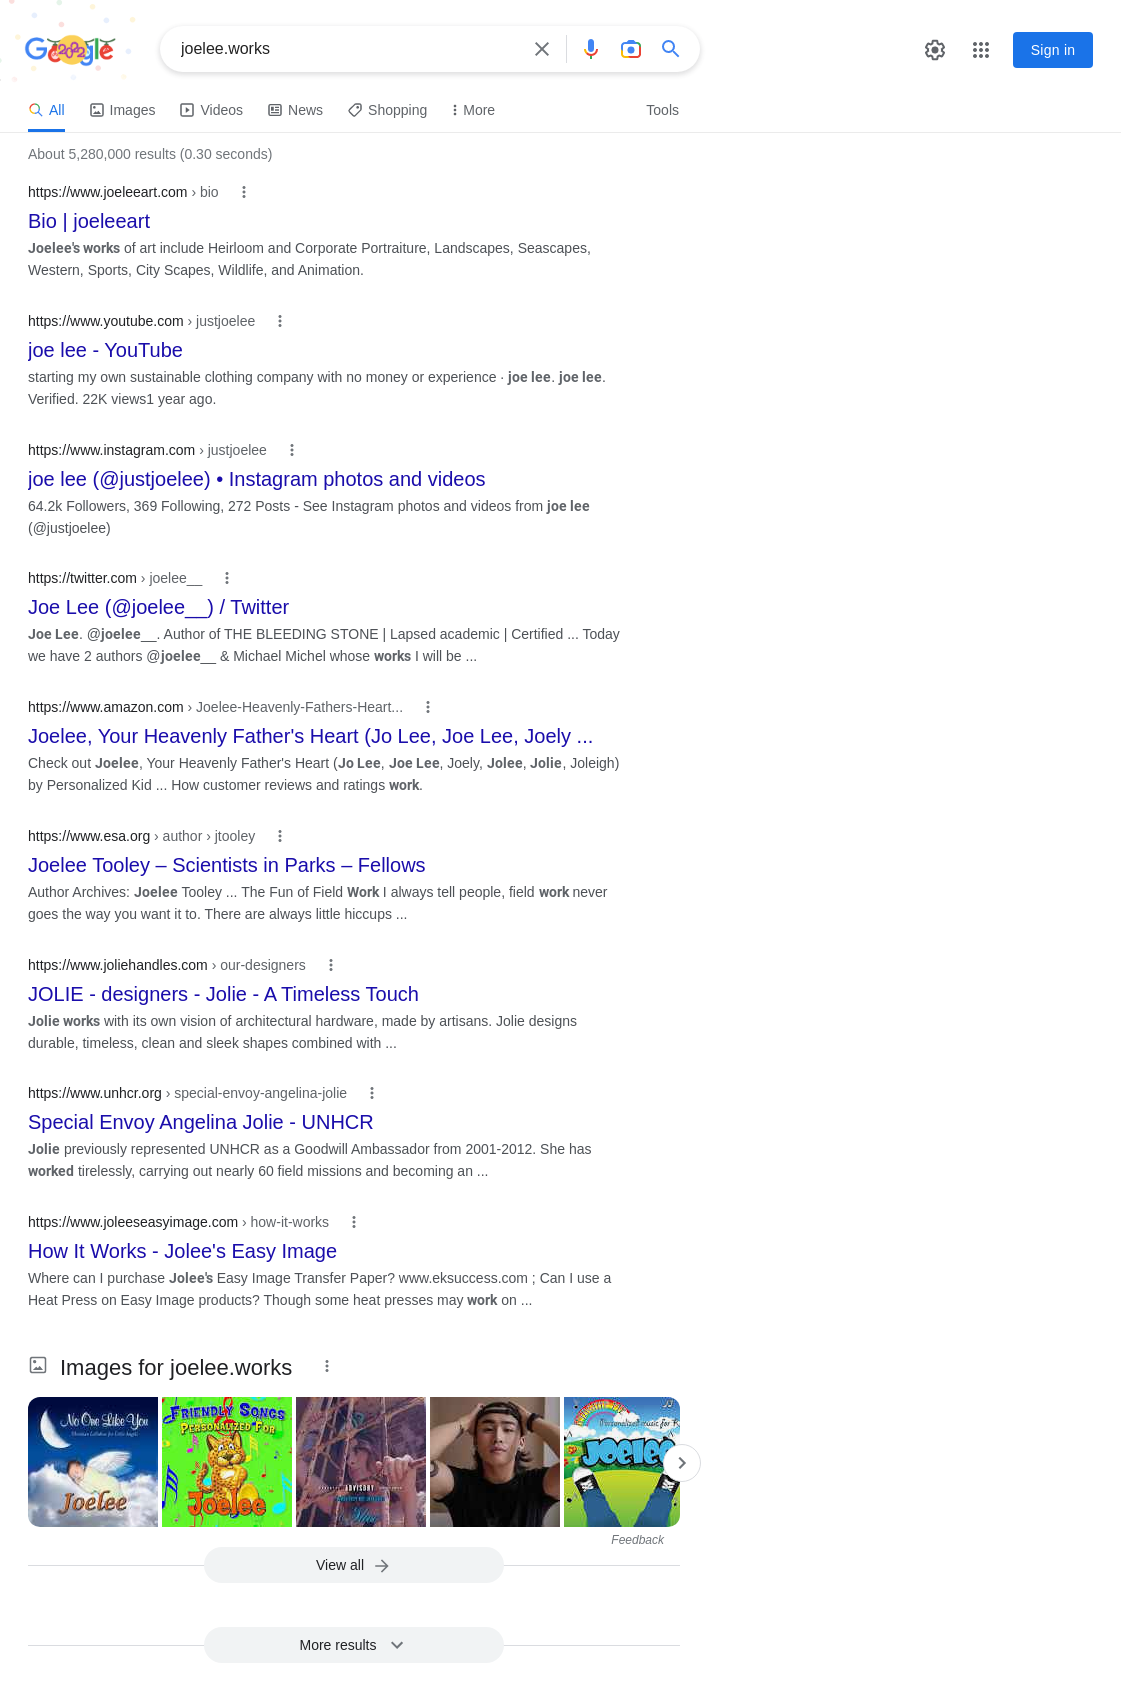 Google
joelee.works
Sign in
All
Images
Videos
News
Shopping
More
Tools
About 5,280,000 results (0.30 seconds)
https://www.joeleeart.com › bio
Bio | joeleeart
Joelee's works of art include Heirloom and Corporate Portraiture, Landscapes, Seascapes,
Western, Sports, City Scapes, Wildlife, and Animation.
https://www.youtube.com › justjoelee
joe lee - YouTube
starting my own sustainable clothing company with no money or experience · joe lee. joe lee.
Verified. 22K views1 year ago.
https://www.instagram.com › justjoelee
joe lee (@justjoelee) • Instagram photos and videos
64.2k Followers, 369 Following, 272 Posts - See Instagram photos and videos from joe lee
(@justjoelee)
https://twitter.com › joelee__
Joe Lee (@joelee__) / Twitter
Joe Lee. @joelee__. Author of THE BLEEDING STONE | Lapsed academic | Certified ... Today
we have 2 authors @joelee__ & Michael Michel whose works I will be ...
https://www.amazon.com › Joelee-Heavenly-Fathers-Heart...
Joelee, Your Heavenly Father's Heart (Jo Lee, Joe Lee, Joely ...
Check out Joelee, Your Heavenly Father's Heart (Jo Lee, Joe Lee, Joely, Jolee, Jolie, Joleigh)
by Personalized Kid ... How customer reviews and ratings work.
https://www.esa.org › author › jtooley
Joelee Tooley – Scientists in Parks – Fellows
Author Archives: Joelee Tooley ... The Fun of Field Work I always tell people, field work never
goes the way you want it to. There are always little hiccups ...
https://www.joliehandles.com › our-designers
JOLIE - designers - Jolie - A Timeless Touch
Jolie works with its own vision of architectural hardware, made by artisans. Jolie designs
durable, timeless, clean and sleek shapes combined with ...
https://www.unhcr.org › special-envoy-angelina-jolie
Special Envoy Angelina Jolie - UNHCR
Jolie previously represented UNHCR as a Goodwill Ambassador from 2001-2012. She has
worked tirelessly, carrying out nearly 60 field missions and becoming an ...
https://www.joleeseasyimage.com › how-it-works
How It Works - Jolee's Easy Image
Where can I purchase Jolee's Easy Image Transfer Paper? www.eksuccess.com ; Can I use a
Heat Press on Easy Image products? Though some heat presses may work on ...
Images for joelee.works
No One Like You
Christian Lullabies for Little Angels
Joelee
FRIENDLY SONGS
PERSONALIZED FOR
Joelee
ADVISORY
Personalized music for
JOELEE
Feedback
View all
More results